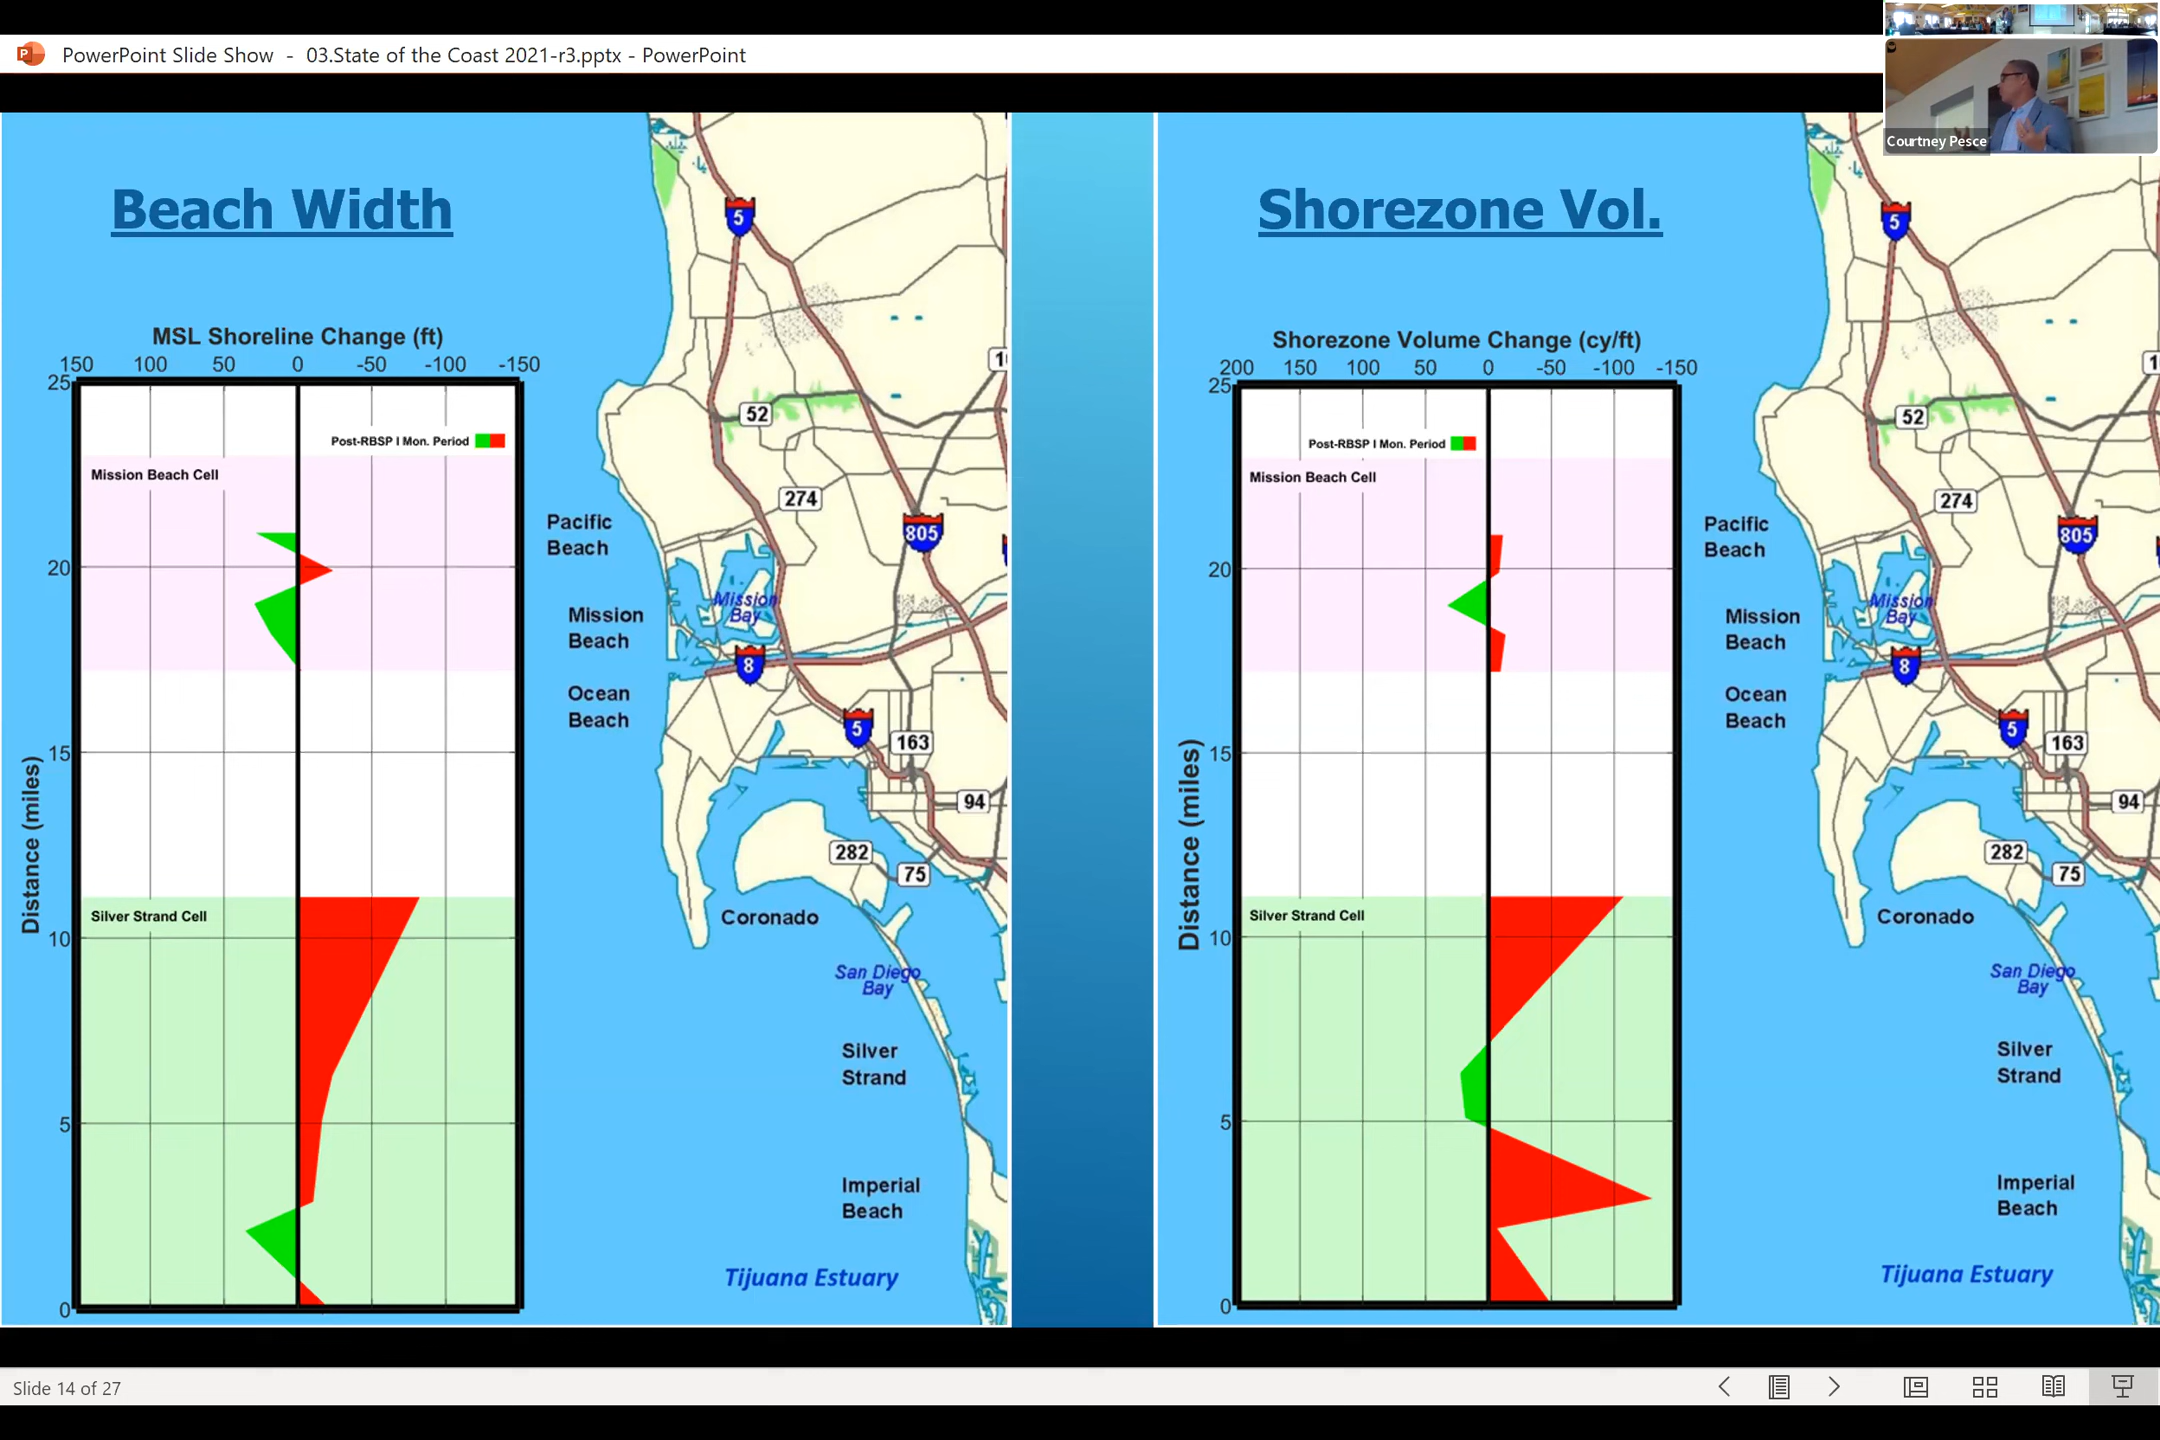 PowerPoint Slide Show - 03.State of the Coast 2021-r3.pptx - PowerPoint
Courtney Pesce
Beach Width
MSL Shoreline Change (ft)
150 100 50 0 -50 -100 -150
25
Post-RBSP I Mon. Period
Mission Beach Cell
20
15
Distance (miles)
Silver Strand Cell
10
5
0
5
52
274
805
Pacific
Beach
Mission
Bay
Mission
Beach
8
Ocean
Beach
5
163
94
282
75
Coronado
San Diego
Bay
Silver
Strand
Imperial
Beach
Tijuana Estuary
Shorezone Vol.
Shorezone Volume Change (cy/ft)
200 150 100 50 0 -50 -100 -150
25
Post-RBSP I Mon. Period
Mission Beach Cell
20
15
Distance (miles)
Silver Strand Cell
10
5
0
5
52
274
805
Pacific
Beach
Mission
Bay
Mission
Beach
8
Ocean
Beach
5
163
94
282
75
Coronado
San Diego
Bay
Silver
Strand
Imperial
Beach
Tijuana Estuary
Slide 14 of 27